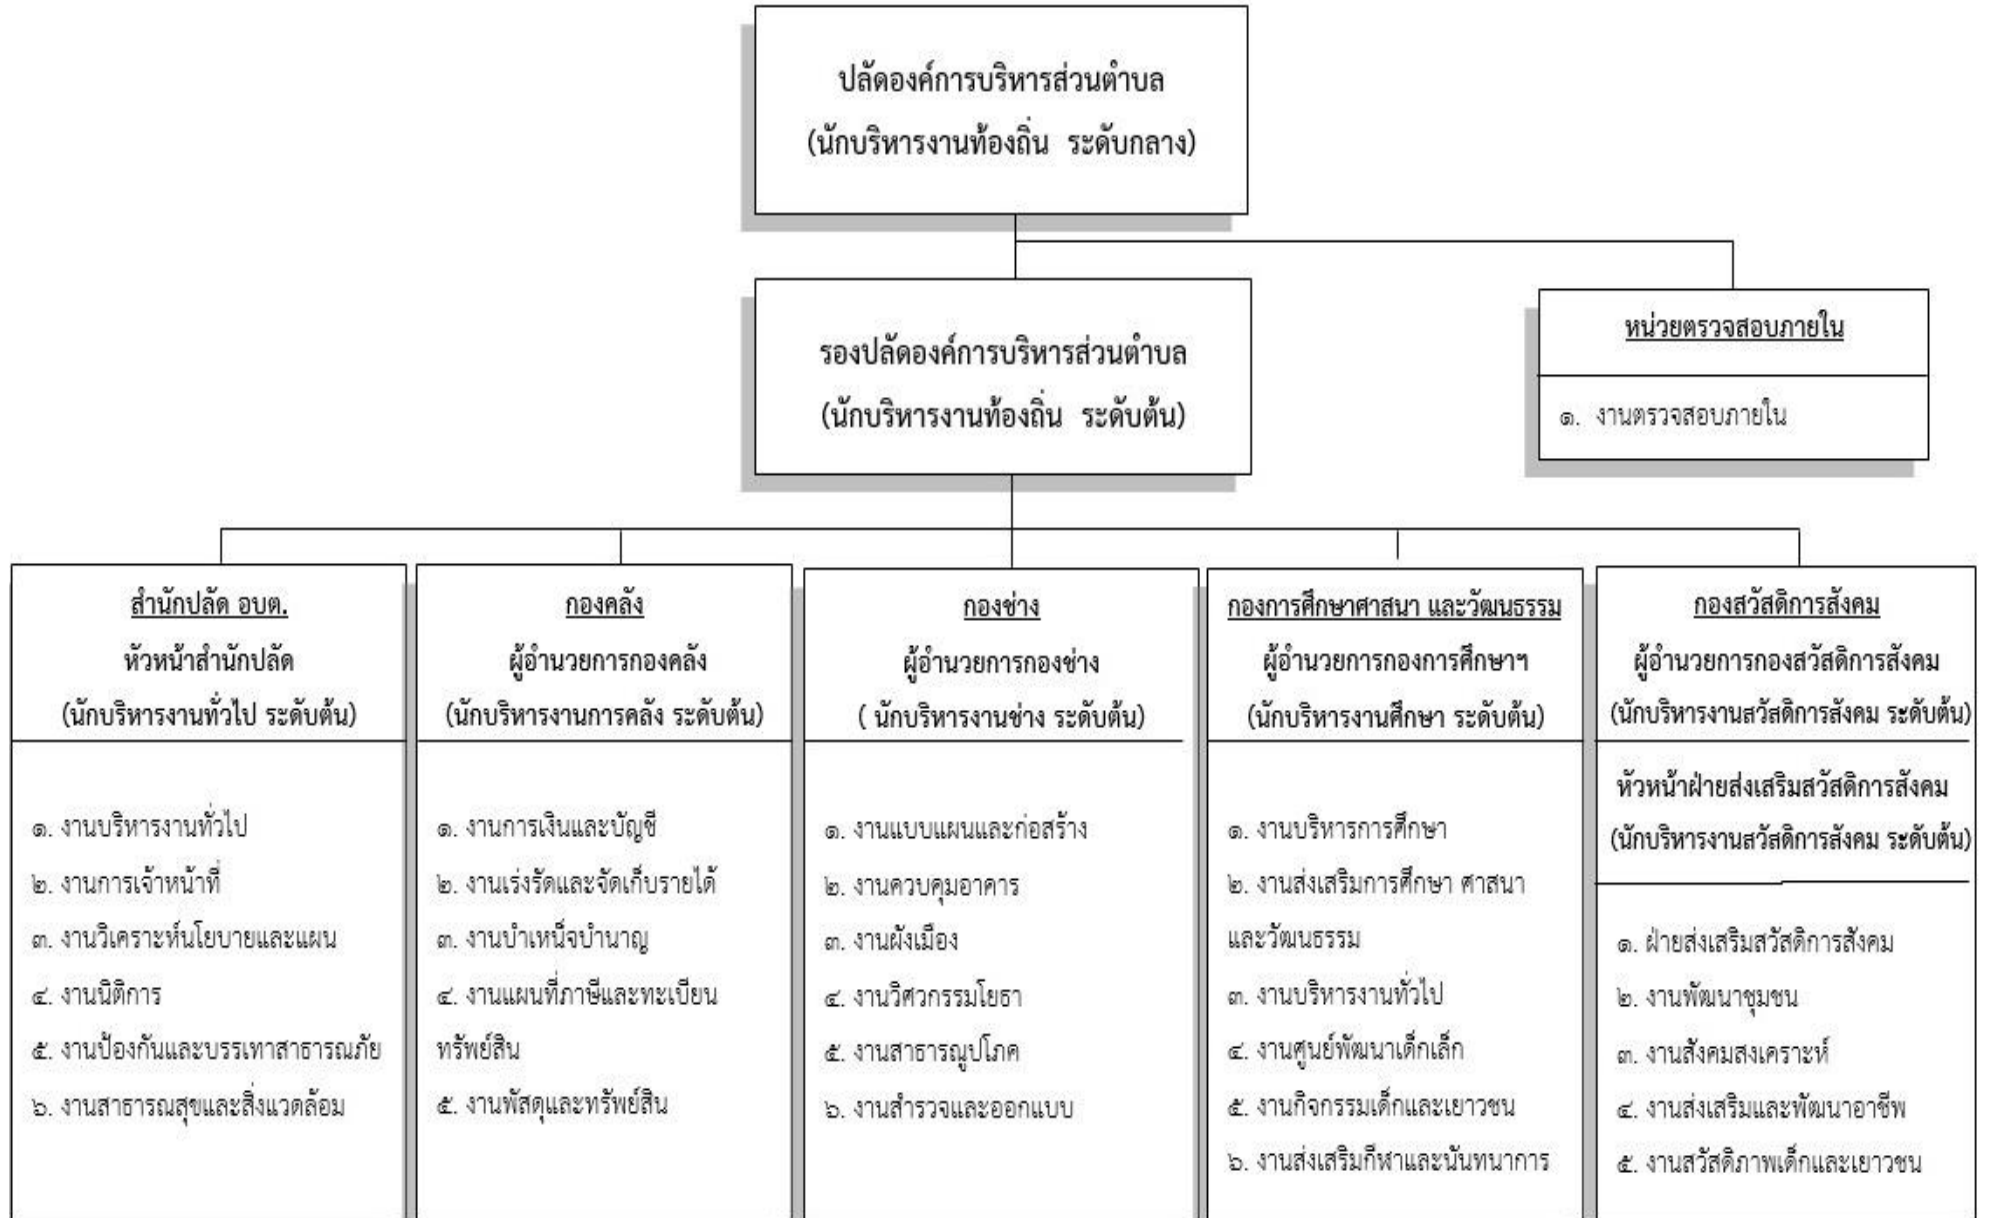 ปลัดองค์การบริหารส่วนตำบล
(นักบริหารงานท้องถิ่น ระดับกลาง)
รองปลัดองค์การบริหารส่วนตำบล
(นักบริหารงานท้องถิ่น ระดับต้น)
หน่วยตรวจสอบภายใน
๑. งานตรวจสอบภายใน
สำนักปลัด อบต.
หัวหน้าสำนักปลัด
(นักบริหารงานทั่วไป ระดับต้น)
๑. งานบริหารงานทั่วไป
๒. งานการเจ้าหน้าที่
๓. งานวิเคราะห์นโยบายและแผน
๔. งานนิติการ
๕. งานป้องกันและบรรเทาสาธารณภัย
๖. งานสาธารณสุขและสิ่งแวดล้อม
กองคลัง
ผู้อำนวยการกองคลัง
(นักบริหารงานการคลัง ระดับต้น)
๑. งานการเงินและบัญชี
๒. งานเร่งรัดและจัดเก็บรายได้
๓. งานบำเหน็จบำนาญ
๔. งานแผนที่ภาษีและทะเบียน
ทรัพย์สิน
๕. งานพัสดุและทรัพย์สิน
กองช่าง
ผู้อำนวยการกองช่าง
( นักบริหารงานช่าง ระดับต้น)
๑. งานแบบแผนและก่อสร้าง
๒. งานควบคุมอาคาร
๓. งานผังเมือง
๔. งานวิศวกรรมโยธา
๕. งานสาธารณูปโภค
๖. งานสำรวจและออกแบบ
กองการศึกษาศาสนา และวัฒนธรรม
ผู้อำนวยการกองการศึกษาฯ
(นักบริหารงานศึกษา ระดับต้น)
๑. งานบริหารการศึกษา
๒. งานส่งเสริมการศึกษา ศาสนา
และวัฒนธรรม
๓. งานบริหารงานทั่วไป
๔. งานศูนย์พัฒนาเด็กเล็ก
๕. งานกิจกรรมเด็กและเยาวชน
๖. งานส่งเสริมกีฬาและนันทนาการ
กองสวัสดิการสังคม
ผู้อำนวยการกองสวัสดิการสังคม
(นักบริหารงานสวัสดิการสังคม ระดับต้น)
หัวหน้าฝ่ายส่งเสริมสวัสดิการสังคม
(นักบริหารงานสวัสดิการสังคม ระดับต้น)
๑. ฝ่ายส่งเสริมสวัสดิการสังคม
๒. งานพัฒนาชุมชน
๓. งานสังคมสงเคราะห์
๔. งานส่งเสริมและพัฒนาอาชีพ
๕. งานสวัสดิภาพเด็กและเยาวชน